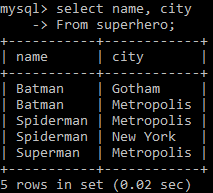 mysql> select name, city
    -> From superhero;
+-----------+------------+
| name      | city       |
+-----------+------------+
| Batman    | Gotham     |
| Batman    | Metropolis |
| Spiderman | Metropolis |
| Spiderman | New York   |
| Superman  | Metropolis |
+-----------+------------+
5 rows in set (0.02 sec)